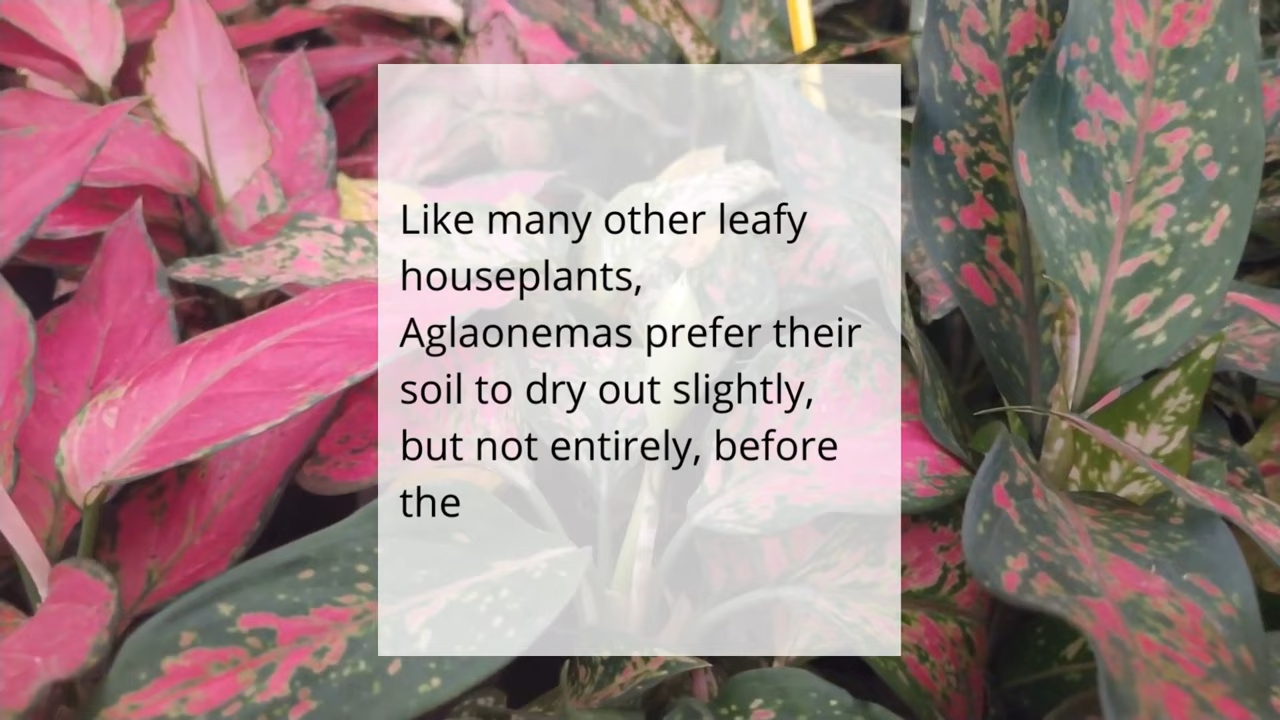 Like many other leafy
houseplants,
Aglaonemas prefer their
soil to dry out slightly,
but not entirely, before
the